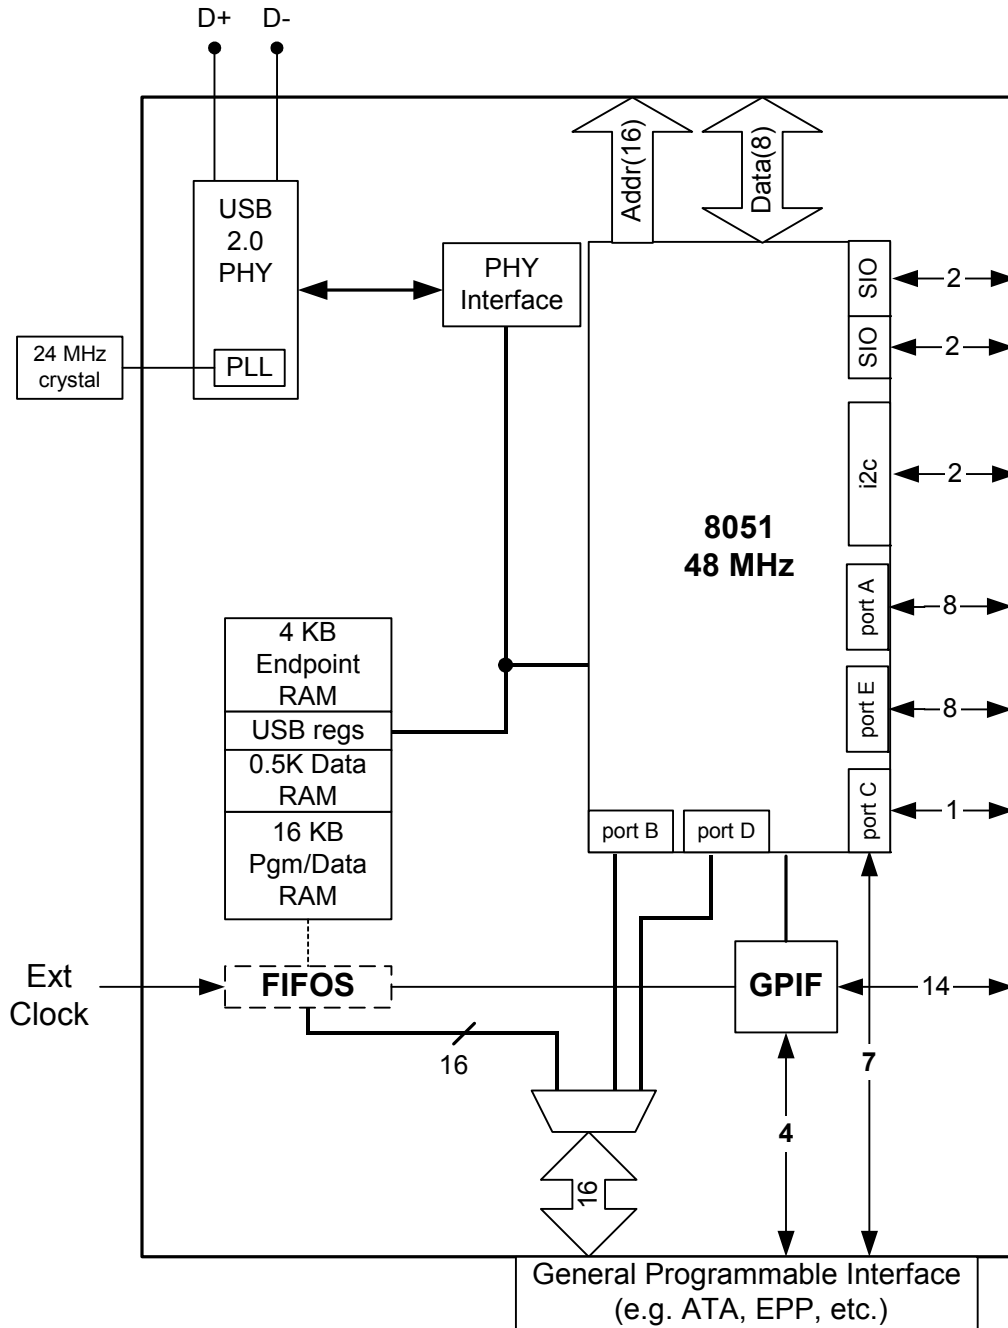 D+ D-
Addr(16)
Data(8)
USB
2.0
PHY
PLL
PHY
Interface
24 MHz
crystal
SIO
2
SIO
2
i2c
2
8051
48 MHz
port A
8
port E
8
port C
1
4 KB
Endpoint
RAM
USB regs
0.5K Data
RAM
16 KB
Pgm/Data
RAM
port B
port D
Ext
Clock
FIFOS
GPIF
14
16
7
4
16
General Programmable Interface
(e.g. ATA, EPP, etc.)